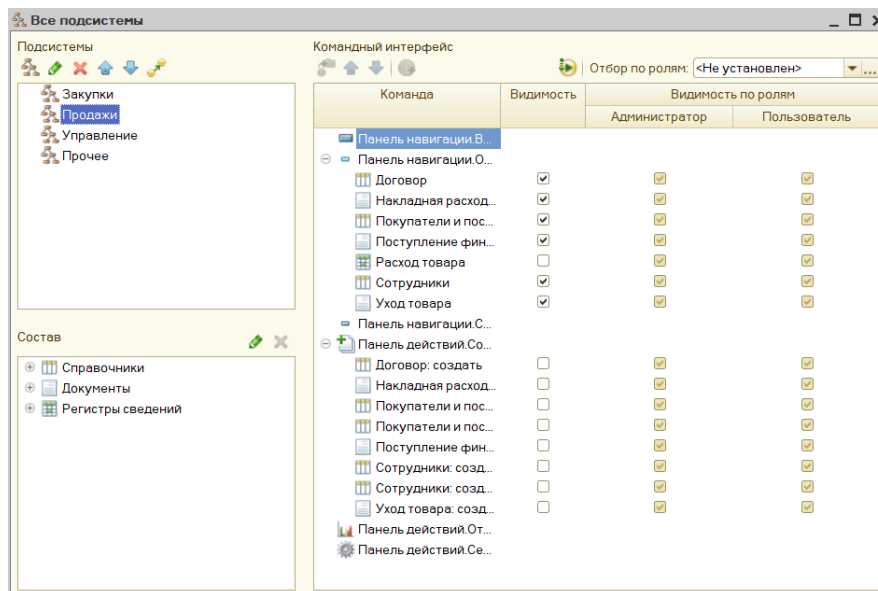 Все подсистемы
Подсистемы
Закупки
Продажи
Управление
Прочее
Состав
Справочники
Документы
Регистры сведений
Командный интерфейс
Отбор по ролям: <Не установлен>
Команда Видимость Видимость по ролям
Администратор Пользователь
Панель навигации.В...
Панель навигации.О...
Договор
Накладная расход...
Покупатели и пос...
Поступление фин...
Расход товара
Сотрудники
Уход товара
Панель навигации.С...
Панель действий.Со...
Договор: создать
Накладная расход...
Покупатели и пос...
Покупатели и пос...
Поступление фин...
Сотрудники: созд...
Сотрудники: созд...
Уход товара: созд...
Панель действий.От...
Панель действий.Се...